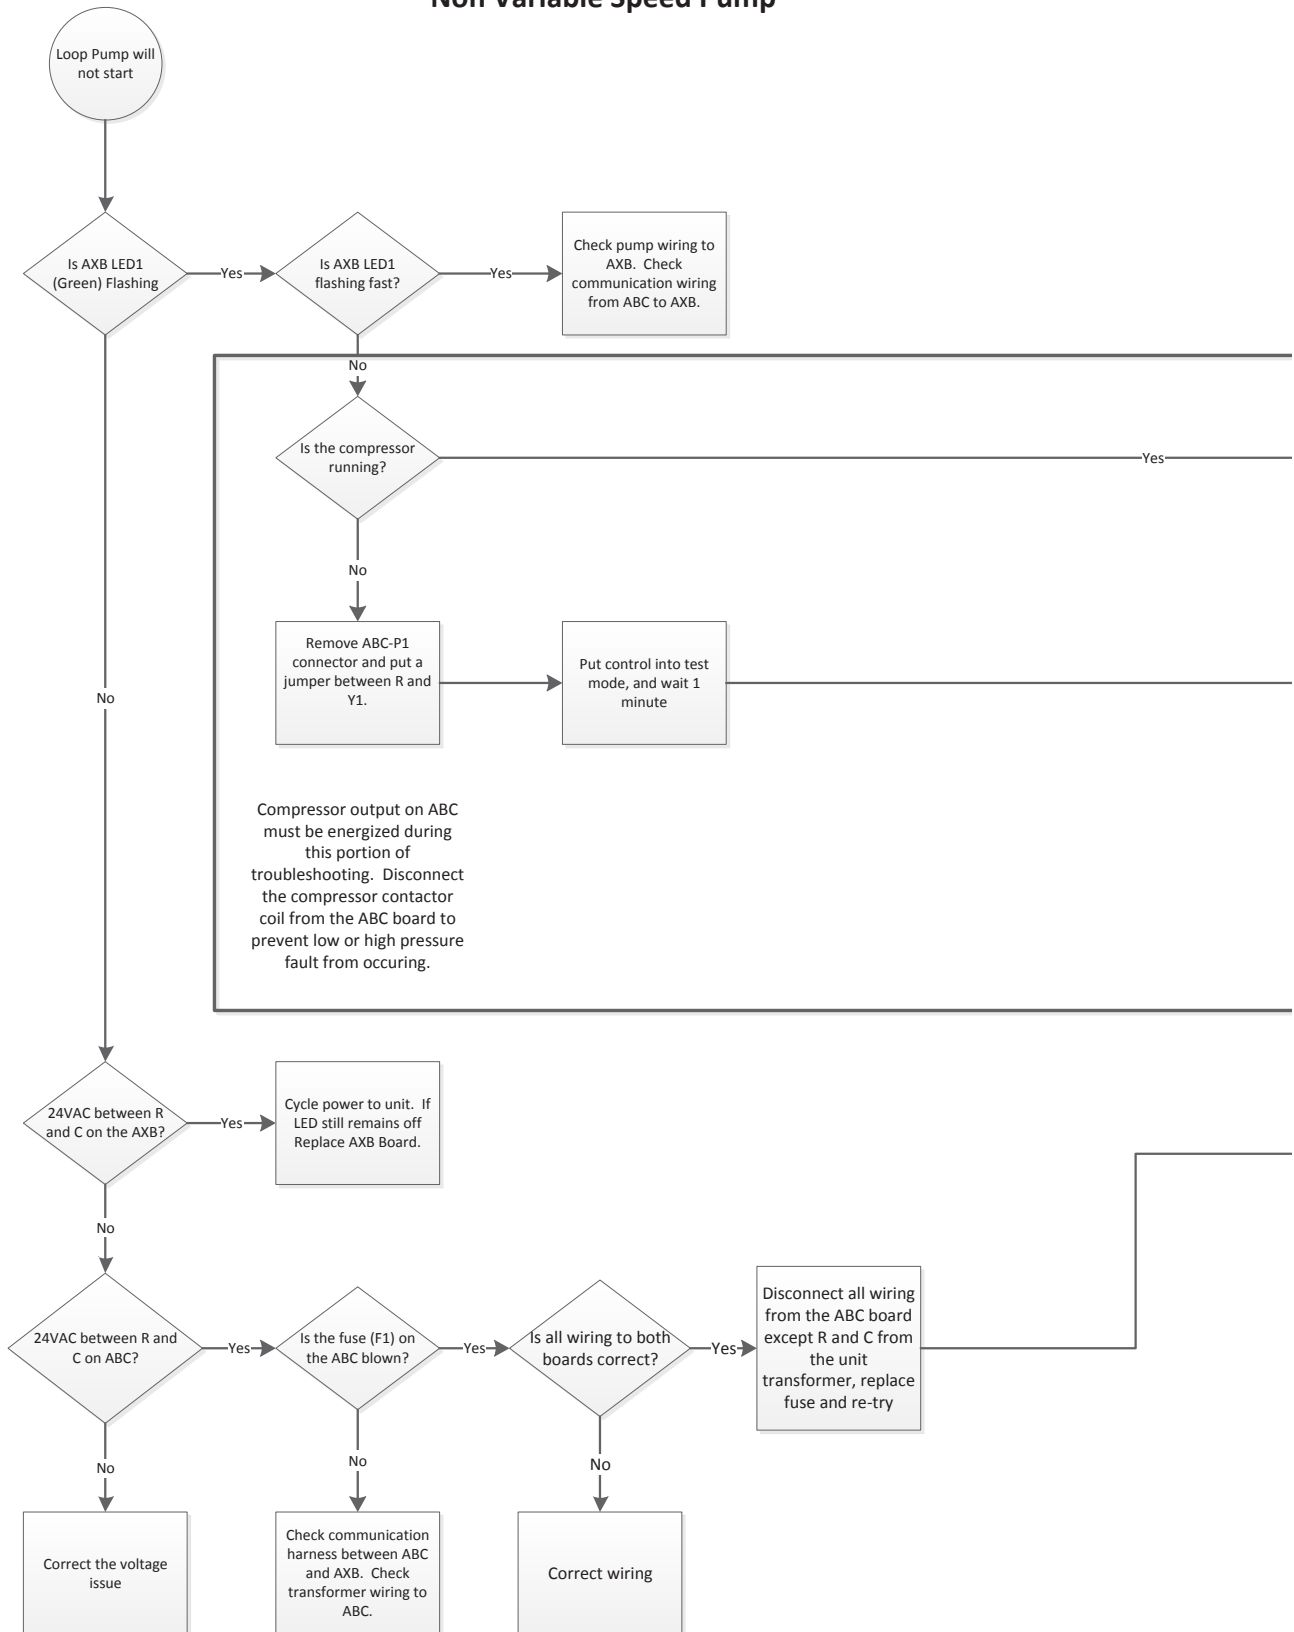 Non Variable Speed Pump
Loop Pump will
not start
Is AXB LED1
(Green) Flashing
Yes
Is AXB LED1
flashing fast?
Yes
Check pump wiring to
AXB. Check
communication wiring
from ABC to AXB.
No
Is the compressor
running?
Yes
No
Remove ABC-P1
connector and put a
jumper between R and
Y1.
Put control into test
mode, and wait 1
minute
No
Compressor output on ABC
must be energized during
this portion of
troubleshooting. Disconnect
the compressor contactor
coil from the ABC board to
prevent low or high pressure
fault from occuring.
24VAC between R
and C on the AXB?
Yes
Cycle power to unit. If
LED still remains off
Replace AXB Board.
No
24VAC between R and
C on ABC?
Yes
Is the fuse (F1) on
the ABC blown?
Yes
Is all wiring to both
boards correct?
Yes
Disconnect all wiring
from the ABC board
except R and C from
the unit
transformer, replace
fuse and re-try
No
No
No
Correct the voltage
issue
Check communication
harness between ABC
and AXB. Check
transformer wiring to
ABC.
Correct wiring